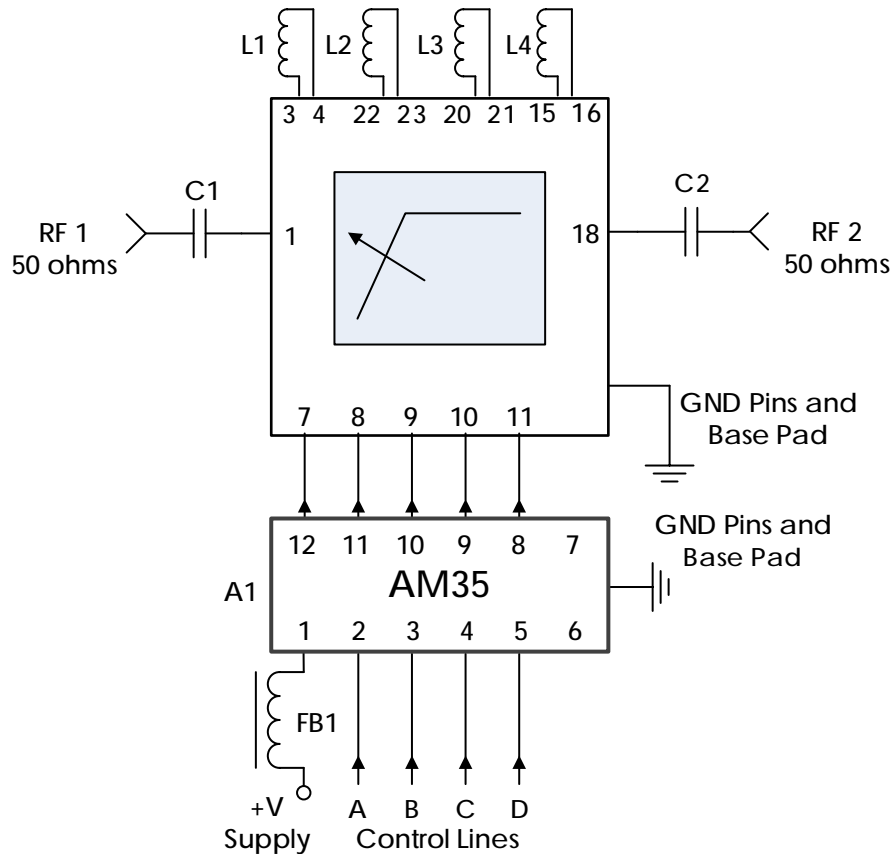 L1 L2 L3 L4
3 4 22 23 20 21 15 16
C1
C2
RF 1
50 ohms
1
18
RF 2
50 ohms
7 8 9 10 11
GND Pins and
Base Pad
12 11 10 9 8 7
GND Pins and
Base Pad
A1
AM35
1 2 3 4 5 6
FB1
+V
Supply
A B C D
Control Lines